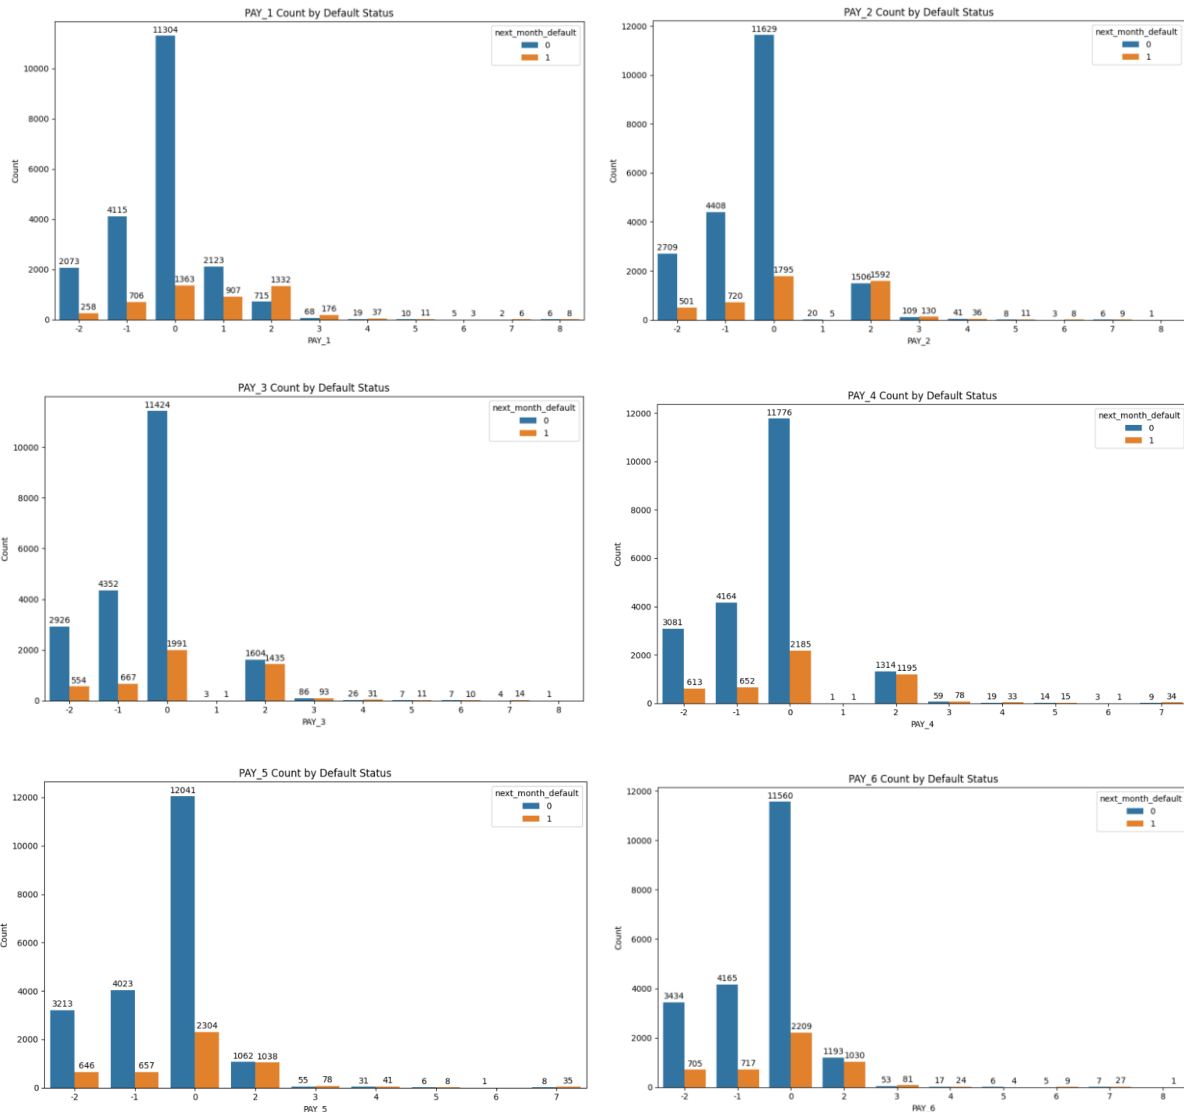 PAY_1 Count by Default Status
next_month_default
0
1
Count
10000
8000
6000
4000
2000
0
2073 258 4115 706 11304 1363 2123 907 715 1332 68 176 19 37 10 11 5 3 2 6 6 8
-2 -1 0 1 2 3 4 5 6 7 8
PAY_1
PAY_2 Count by Default Status
next_month_default
0
1
Count
12000
10000
8000
6000
4000
2000
0
2709 501 4408 720 11629 1795 20 5 1506 1592 109 130 41 36 8 11 3 8 6 9 1
-2 -1 0 1 2 3 4 5 6 7 8
PAY_2
PAY_3 Count by Default Status
next_month_default
0
1
Count
10000
8000
6000
4000
2000
0
2926 554 4352 667 11424 1991 3 1 1604 1435 86 93 26 31 7 11 7 10 4 14 1
-2 -1 0 1 2 3 4 5 6 7 8
PAY_3
PAY_4 Count by Default Status
next_month_default
0
1
Count
12000
10000
8000
6000
4000
2000
0
3081 613 4164 652 11776 2185 1 1 1314 1195 59 78 19 33 14 15 3 1 9 34
-2 -1 0 1 2 3 4 5 6 7
PAY_4
PAY_5 Count by Default Status
next_month_default
0
1
Count
12000
10000
8000
6000
4000
2000
0
3213 646 4023 657 12041 2304 1062 1038 55 78 31 41 6 8 1 8 35
-2 -1 0 2 3 4 5 6 7
PAY_5
PAY_6 Count by Default Status
next_month_default
0
1
Count
12000
10000
8000
6000
4000
2000
0
3434 705 4165 717 11560 2209 1193 1030 53 81 17 24 6 4 5 9 7 27 1
-2 -1 0 2 3 4 5 6 7 8
PAY_6